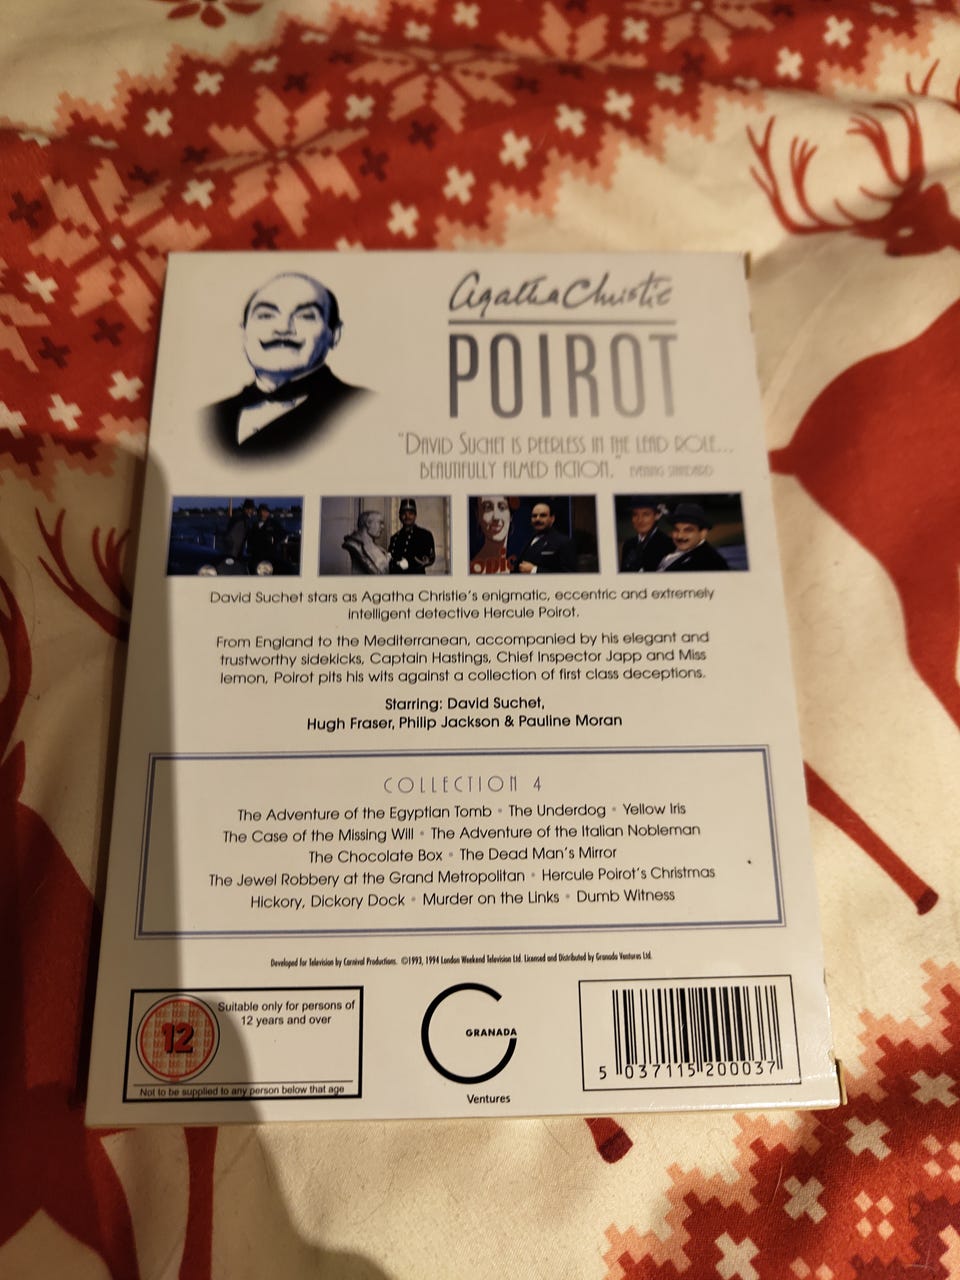 Agatha Christie
POIROT
"DAVID SUCHET IS PEERLESS IN THE LEAD ROLE...
BEAUTIFULLY FILMED ACTION." EVENING STANDARD
David Suchet stars as Agatha Christie's enigmatic, eccentric and extremely
intelligent detective Hercule Poirot.
From England to the Mediterranean, accompanied by his elegant and
trustworthy sidekicks, Captain Hastings, Chief Inspector Japp and Miss
lemon, Poirot pits his wits against a collection of first class deceptions.
Starring: David Suchet,
Hugh Fraser, Philip Jackson & Pauline Moran
COLLECTION 4
The Adventure of the Egyptian Tomb • The Underdog • Yellow Iris
The Case of the Missing Will • The Adventure of the Italian Nobleman
The Chocolate Box • The Dead Man's Mirror
The Jewel Robbery at the Grand Metropolitan • Hercule Poirot's Christmas
Hickory, Dickory Dock • Murder on the Links • Dumb Witness
Developed for Television by Carnival Productions. ©1993, 1994 London Weekend Television Ltd. Licensed and Distributed by Granada Ventures Ltd.
12
Suitable only for persons of
12 years and over
Not to be supplied to any person below that age
GRANADA
Ventures
5 037115 200037